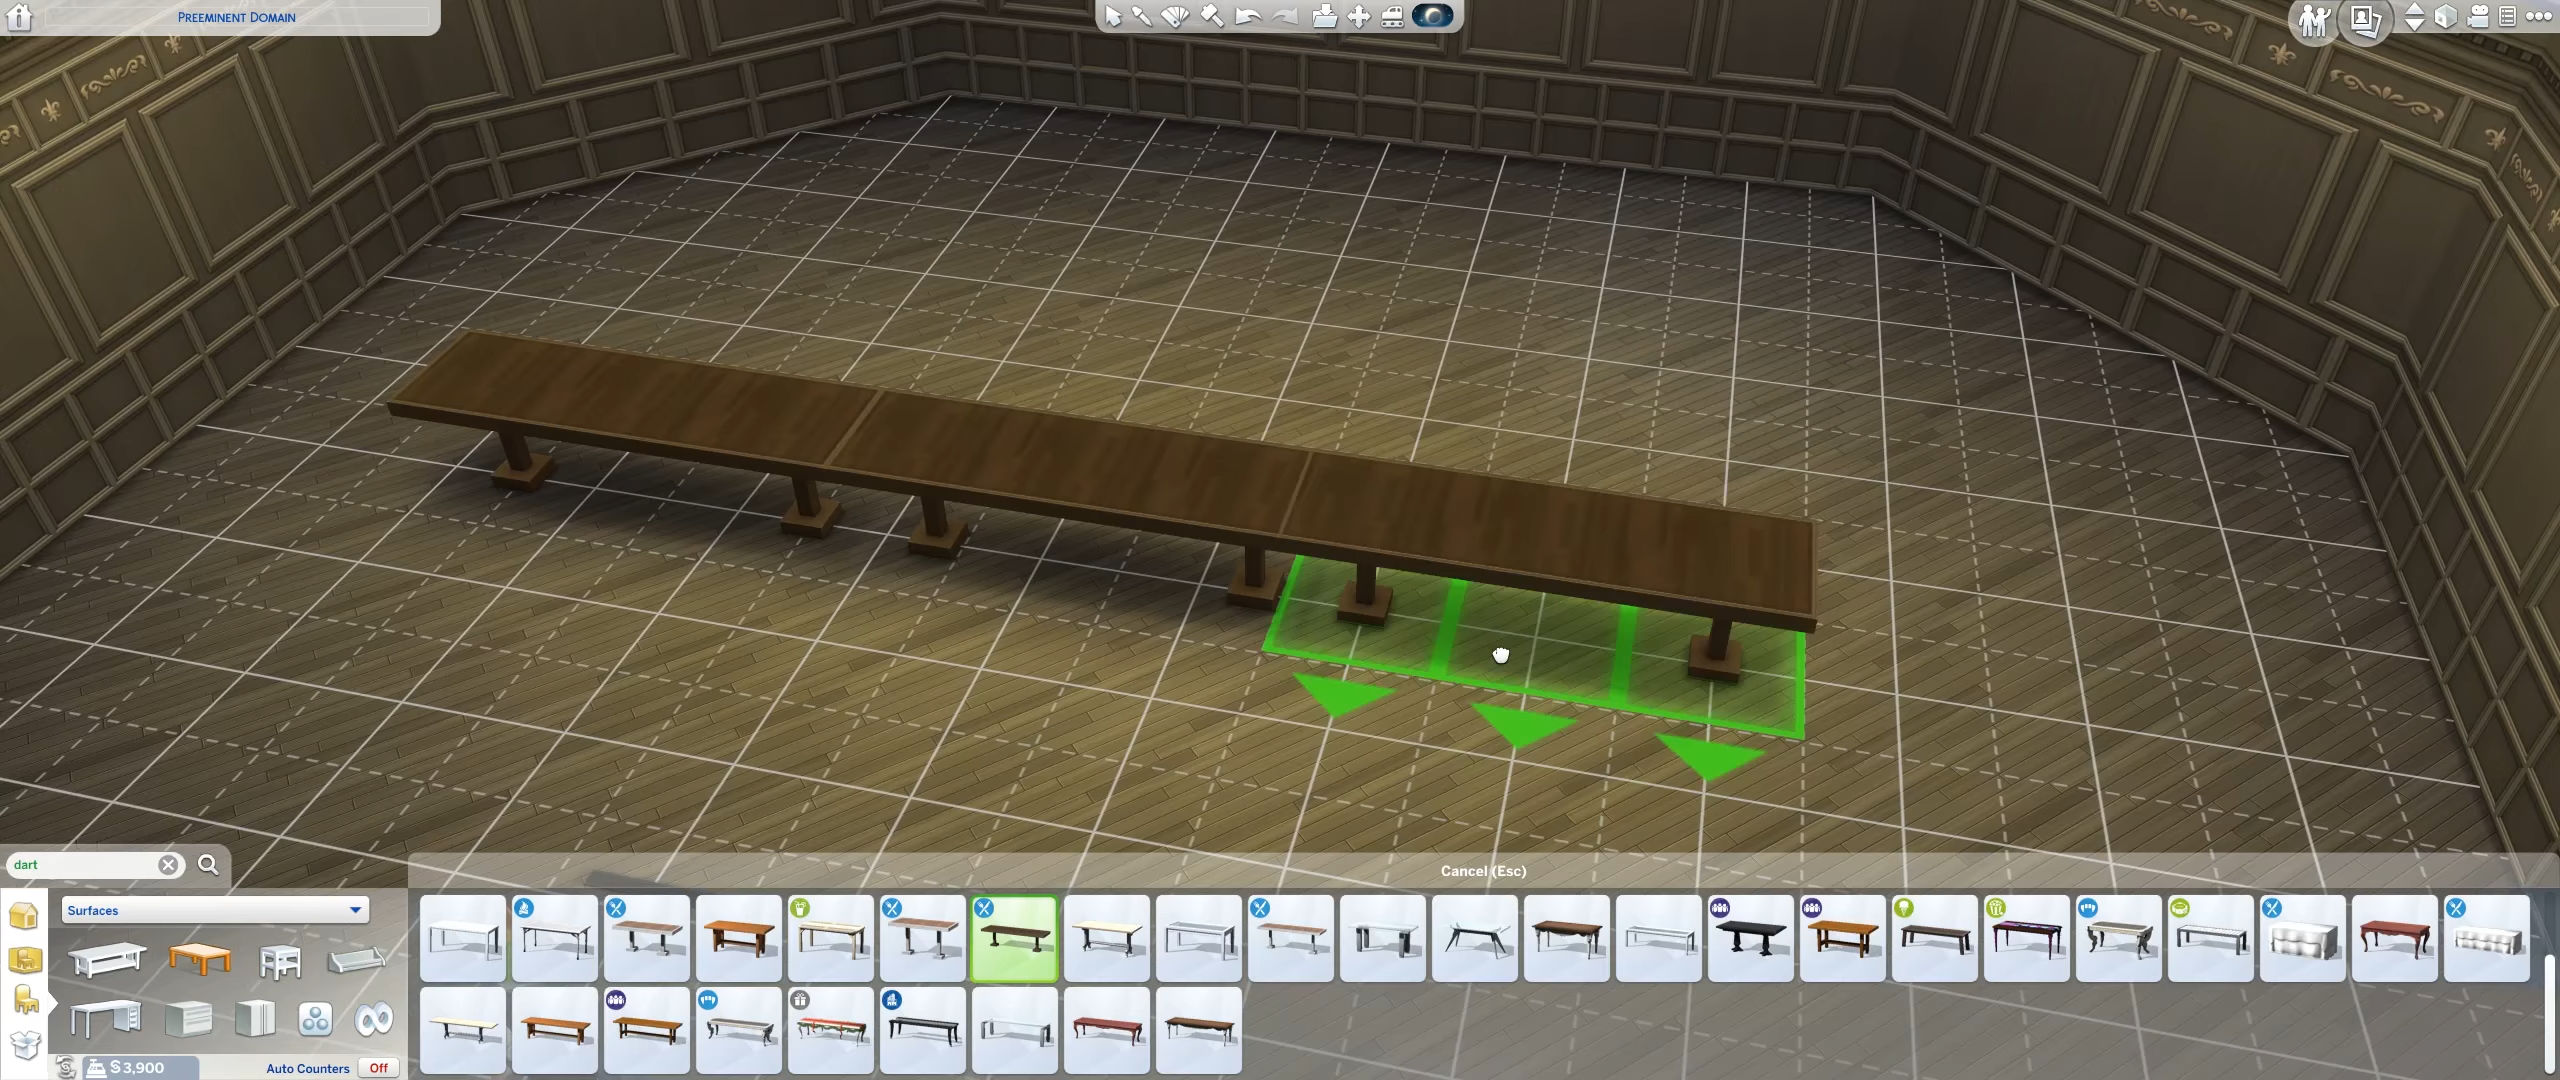 Preeminent Domain
dart
Cancel (Esc)
Surfaces
§3,900
Auto Counters
Off